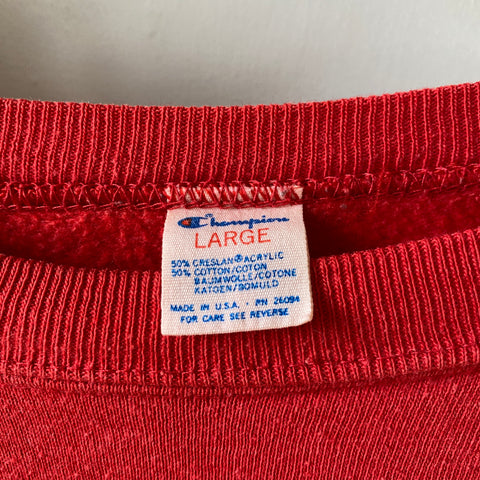 Champion
LARGE
50% CRESLAN® ACRYLIC
50% COTTON/COTON
BAUMWOLLE/COTONE
KATOEN/BOMULD
MADE IN U.S.A. · RN 26094
FOR CARE SEE REVERSE